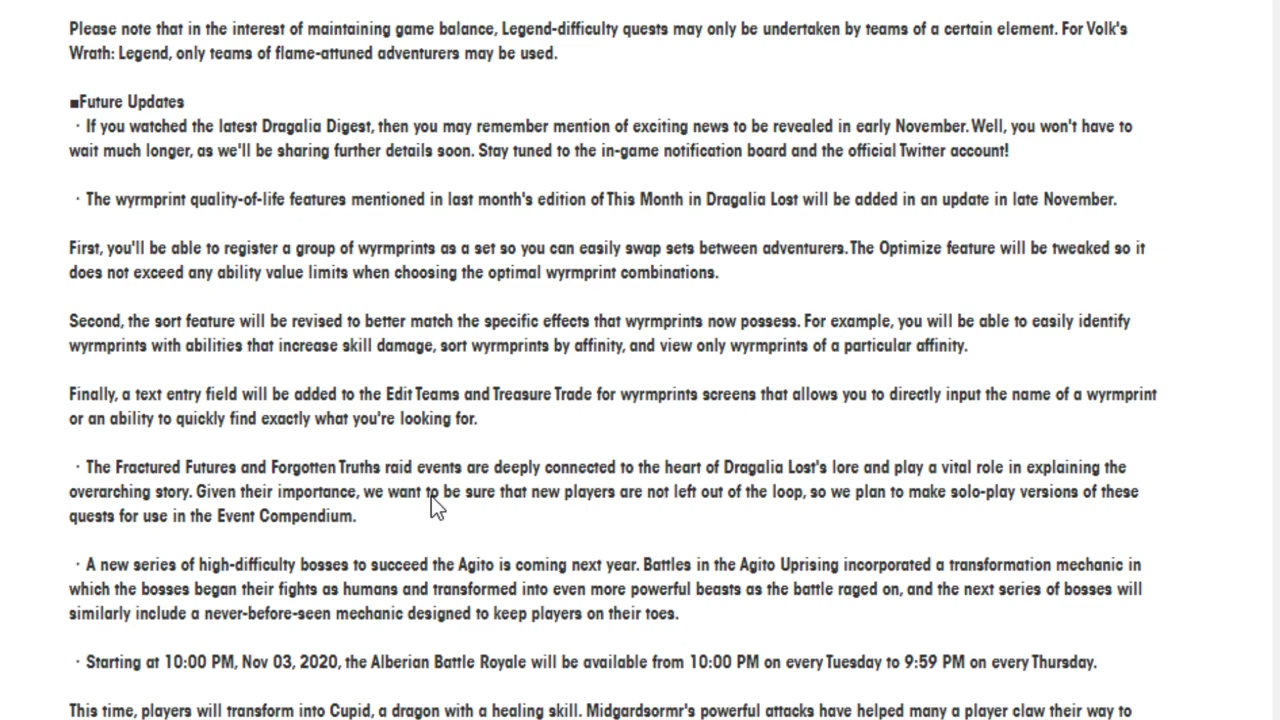 Please note that in the interest of maintaining game balance, Legend-difficulty quests may only be undertaken by teams of a certain element. For Volk's
Wrath: Legend, only teams of flame-attuned adventurers may be used.
■Future Updates
・If you watched the latest Dragalia Digest, then you may remember mention of exciting news to be revealed in early November. Well, you won't have to
wait much longer, as we'll be sharing further details soon. Stay tuned to the in-game notification board and the official Twitter account!
・The wyrmprint quality-of-life features mentioned in last month's edition of This Month in Dragalia Lost will be added in an update in late November.
First, you'll be able to register a group of wyrmprints as a set so you can easily swap sets between adventurers. The Optimize feature will be tweaked so it
does not exceed any ability value limits when choosing the optimal wyrmprint combinations.
Second, the sort feature will be revised to better match the specific effects that wyrmprints now possess. For example, you will be able to easily identify
wyrmprints with abilities that increase skill damage, sort wyrmprints by affinity, and view only wyrmprints of a particular affinity.
Finally, a text entry field will be added to the Edit Teams and Treasure Trade for wyrmprints screens that allows you to directly input the name of a wyrmprint
or an ability to quickly find exactly what you're looking for.
・The Fractured Futures and Forgotten Truths raid events are deeply connected to the heart of Dragalia Lost's lore and play a vital role in explaining the
overarching story. Given their importance, we want to be sure that new players are not left out of the loop, so we plan to make solo-play versions of these
quests for use in the Event Compendium.
・A new series of high-difficulty bosses to succeed the Agito is coming next year. Battles in the Agito Uprising incorporated a transformation mechanic in
which the bosses began their fights as humans and transformed into even more powerful beasts as the battle raged on, and the next series of bosses will
similarly include a never-before-seen mechanic designed to keep players on their toes.
・Starting at 10:00 PM, Nov 03, 2020, the Alberian Battle Royale will be available from 10:00 PM on every Tuesday to 9:59 PM on every Thursday.
This time, players will transform into Cupid, a dragon with a healing skill. Midgardsormr's powerful attacks have helped many a player claw their way to